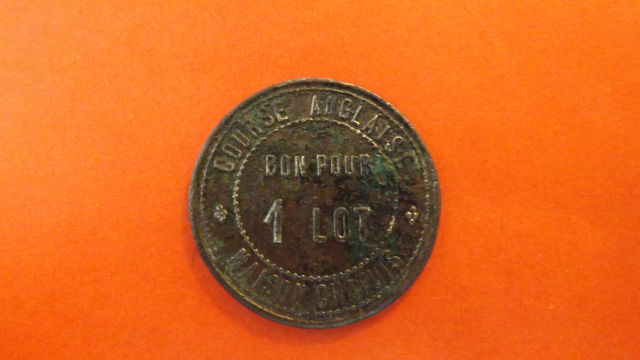 COURSE ANGLAISE
BON POUR
1 LOT
MAISON